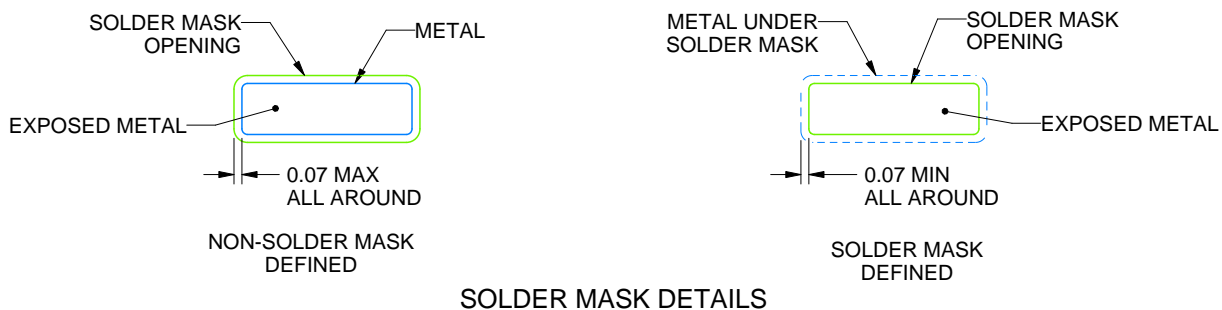 SOLDER MASK
OPENING
METAL
EXPOSED METAL
0.07 MAX
ALL AROUND
NON-SOLDER MASK
DEFINED
METAL UNDER
SOLDER MASK
SOLDER MASK
OPENING
EXPOSED METAL
0.07 MIN
ALL AROUND
SOLDER MASK
DEFINED
SOLDER MASK DETAILS